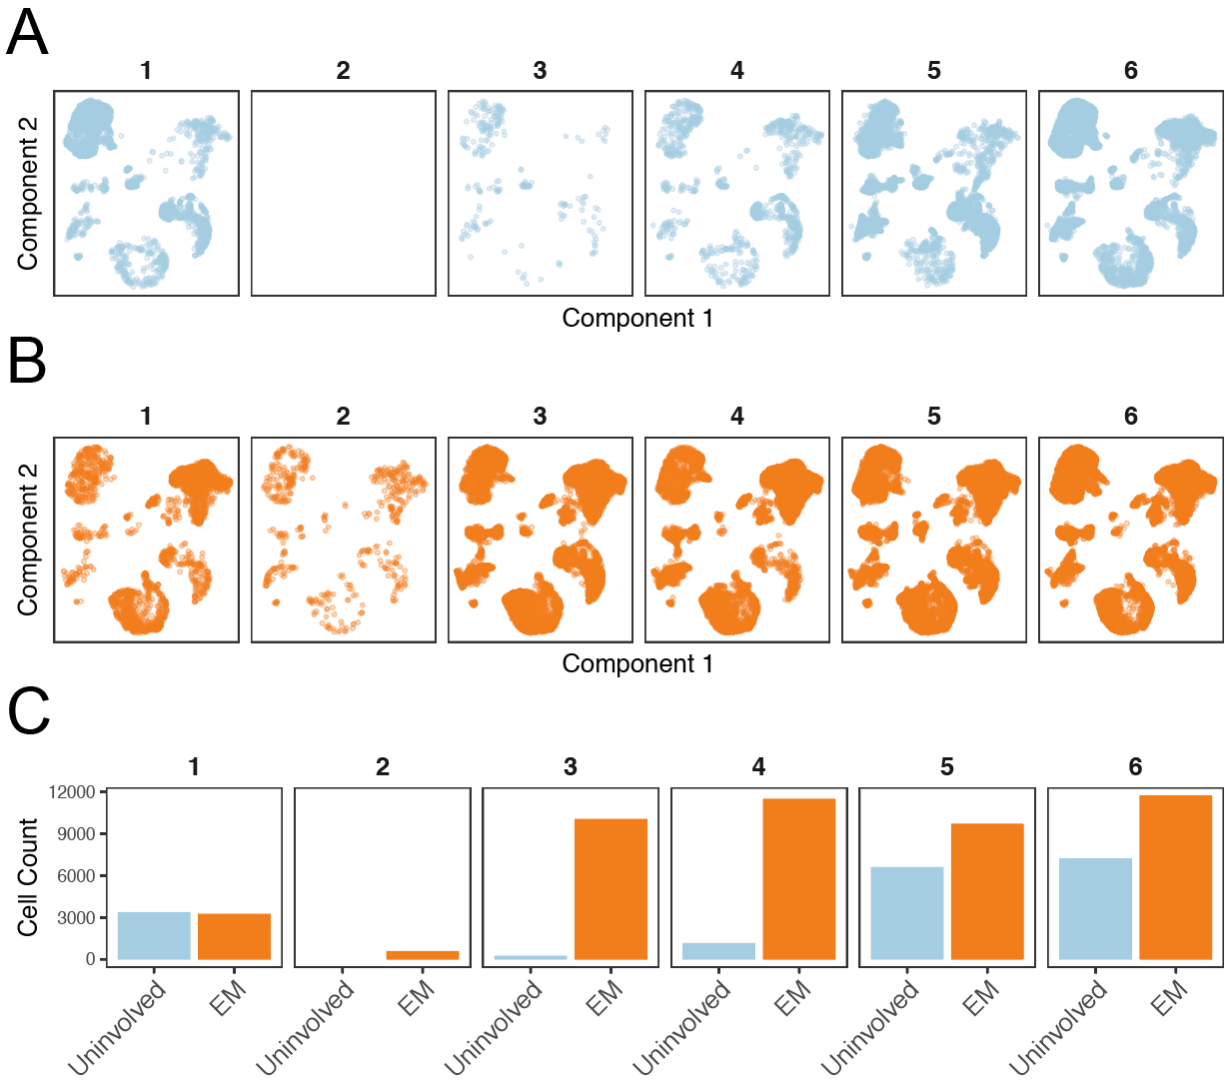 A
1 2 3 4 5 6
Component 2
Component 1
B
1 2 3 4 5 6
Component 2
Component 1
C
1 2 3 4 5 6
Cell Count
12000
9000
6000
3000
0
Uninvolved EM Uninvolved EM Uninvolved EM Uninvolved EM Uninvolved EM Uninvolved EM